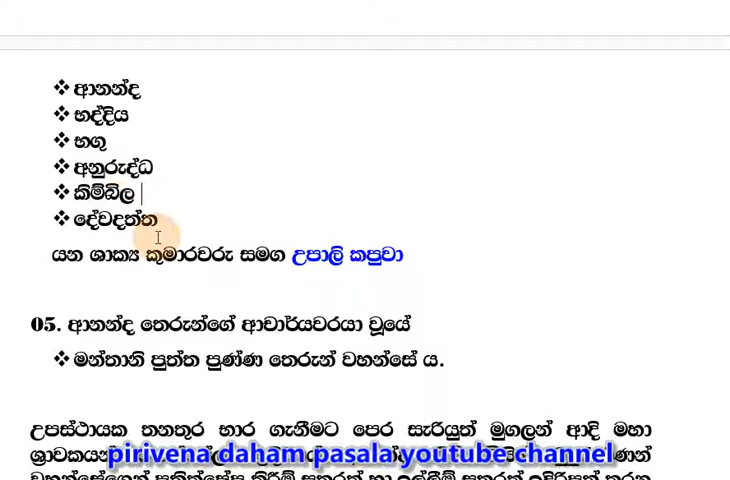 ❖ ආනන්ද
❖ භද්දිය
❖ භගු
❖ අනුරුද්ධ
❖ කිම්බිල
❖ දේවදත්ත
යන ශාක්‍ය කුමාරවරු සමග උපාලි කපුවා
05. ආනන්ද තෙරුන්ගේ ආචාර්යවරයා වූයේ
❖ මන්තානි පුත්ත පුණ්ණ තෙරුන් වහන්සේ ය.
උපස්ථායක තනතුර භාර ගැනීමට පෙර සැරියුත් මුගලන් ආදි මහා
pirivena daham pasala youtube channel